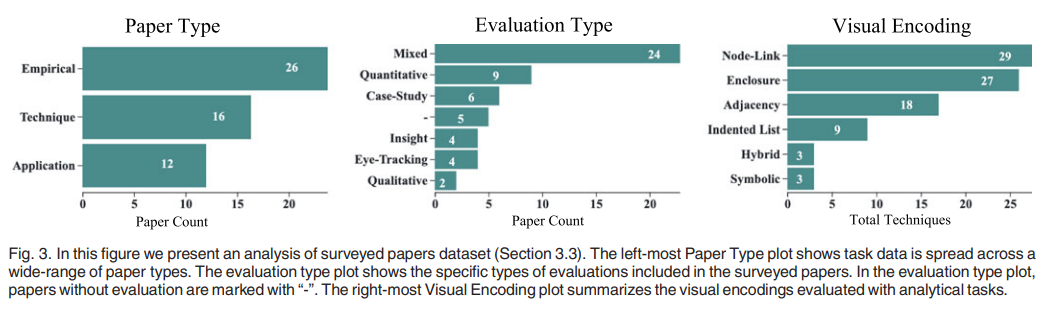 Paper Type
Empirical
26
Technique
16
Application
12
0 5 10 15 20
Paper Count
Evaluation Type
Mixed
24
Quantitative
9
Case-Study
6
-
5
Insight
4
Eye-Tracking
4
Qualitative
2
0 5 10 15 20
Paper Count
Visual Encoding
Node-Link
29
Enclosure
27
Adjacency
18
Indented List
9
Hybrid
3
Symbolic
3
0 5 10 15 20 25
Total Techniques
Fig. 3. In this figure we present an analysis of surveyed papers dataset (Section 3.3). The left-most Paper Type plot shows task data is spread across a
wide-range of paper types. The evaluation type plot shows the specific types of evaluations included in the surveyed papers. In the evaluation type plot,
papers without evaluation are marked with “-”. The right-most Visual Encoding plot summarizes the visual encodings evaluated with analytical tasks.